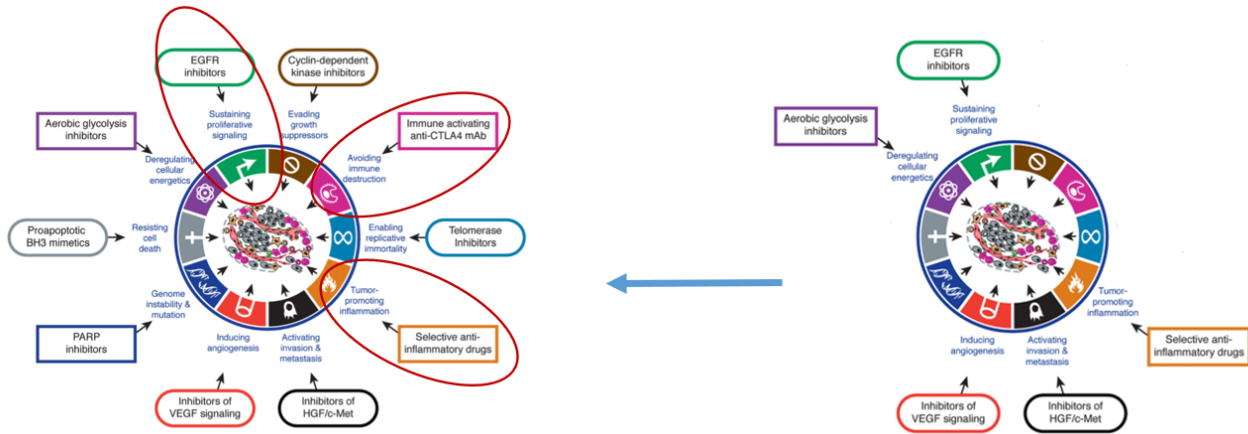 EGFR
inhibitors
Cyclin-dependent
kinase inhibitors
Sustaining
proliferative
signaling
Evading
growth
suppressors
Aerobic glycolysis
inhibitors
Immune activating
anti-CTLA4 mAb
Deregulating
cellular
energetics
Avoiding
immune
destruction
Proapoptotic
BH3 mimetics
Resisting
cell
death
Enabling
replicative
immortality
Telomerase
Inhibitors
Genome
instability &
mutation
Tumor-
promoting
inflammation
PARP
inhibitors
Inducing
angiogenesis
Activating
invasion &
metastasis
Selective anti-
inflammatory drugs
Inhibitors of
VEGF signaling
Inhibitors of
HGF/c-Met
EGFR
inhibitors
Sustaining
proliferative
signaling
Aerobic glycolysis
inhibitors
Deregulating
cellular
energetics
Tumor-
promoting
inflammation
Inducing
angiogenesis
Activating
invasion &
metastasis
Selective anti-
inflammatory drugs
Inhibitors of
VEGF signaling
Inhibitors of
HGF/c-Met